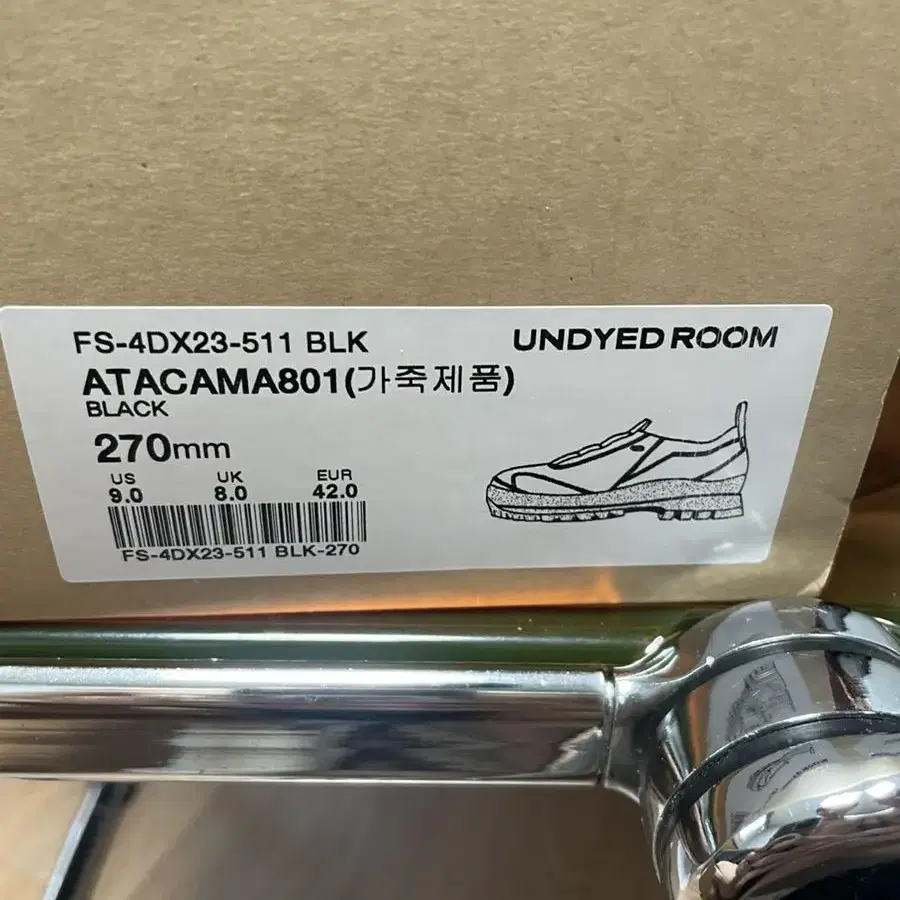 FS-4DX23-511 BLK
UNDYED ROOM
ATACAMA801(가죽제품)
BLACK
270mm
US UK EUR
9.0 8.0 42.0
FS-4DX23-511 BLK-270